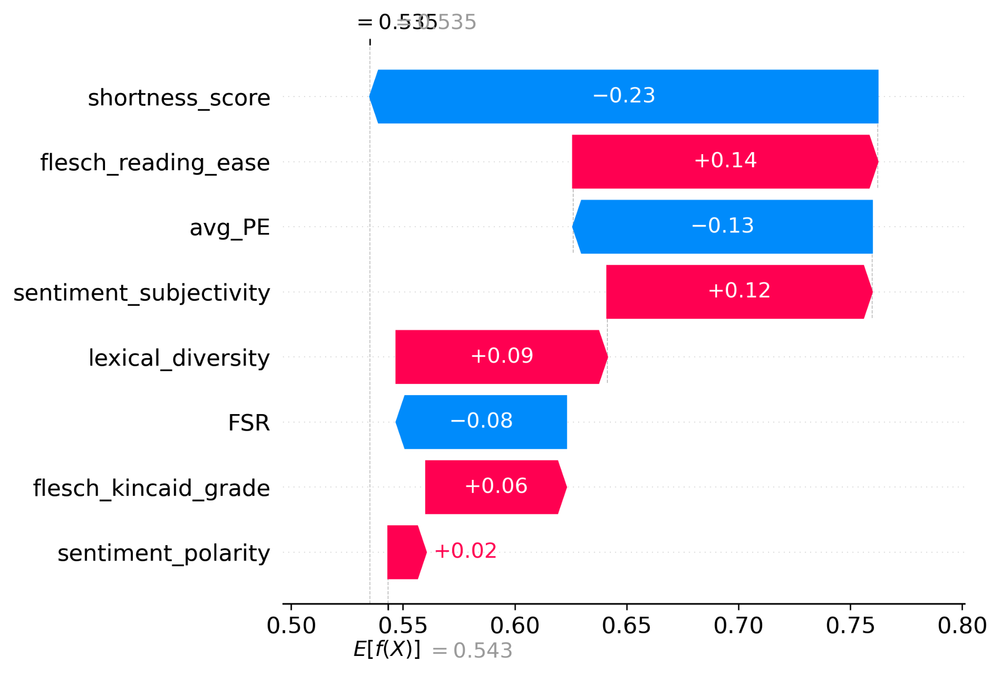 = 0.535 = 0.535
shortness_score −0.23
flesch_reading_ease +0.14
avg_PE −0.13
sentiment_subjectivity +0.12
lexical_diversity +0.09
FSR −0.08
flesch_kincaid_grade +0.06
sentiment_polarity +0.02
0.50 0.55 0.60 0.65 0.70 0.75 0.80
E[f(X)] = 0.543